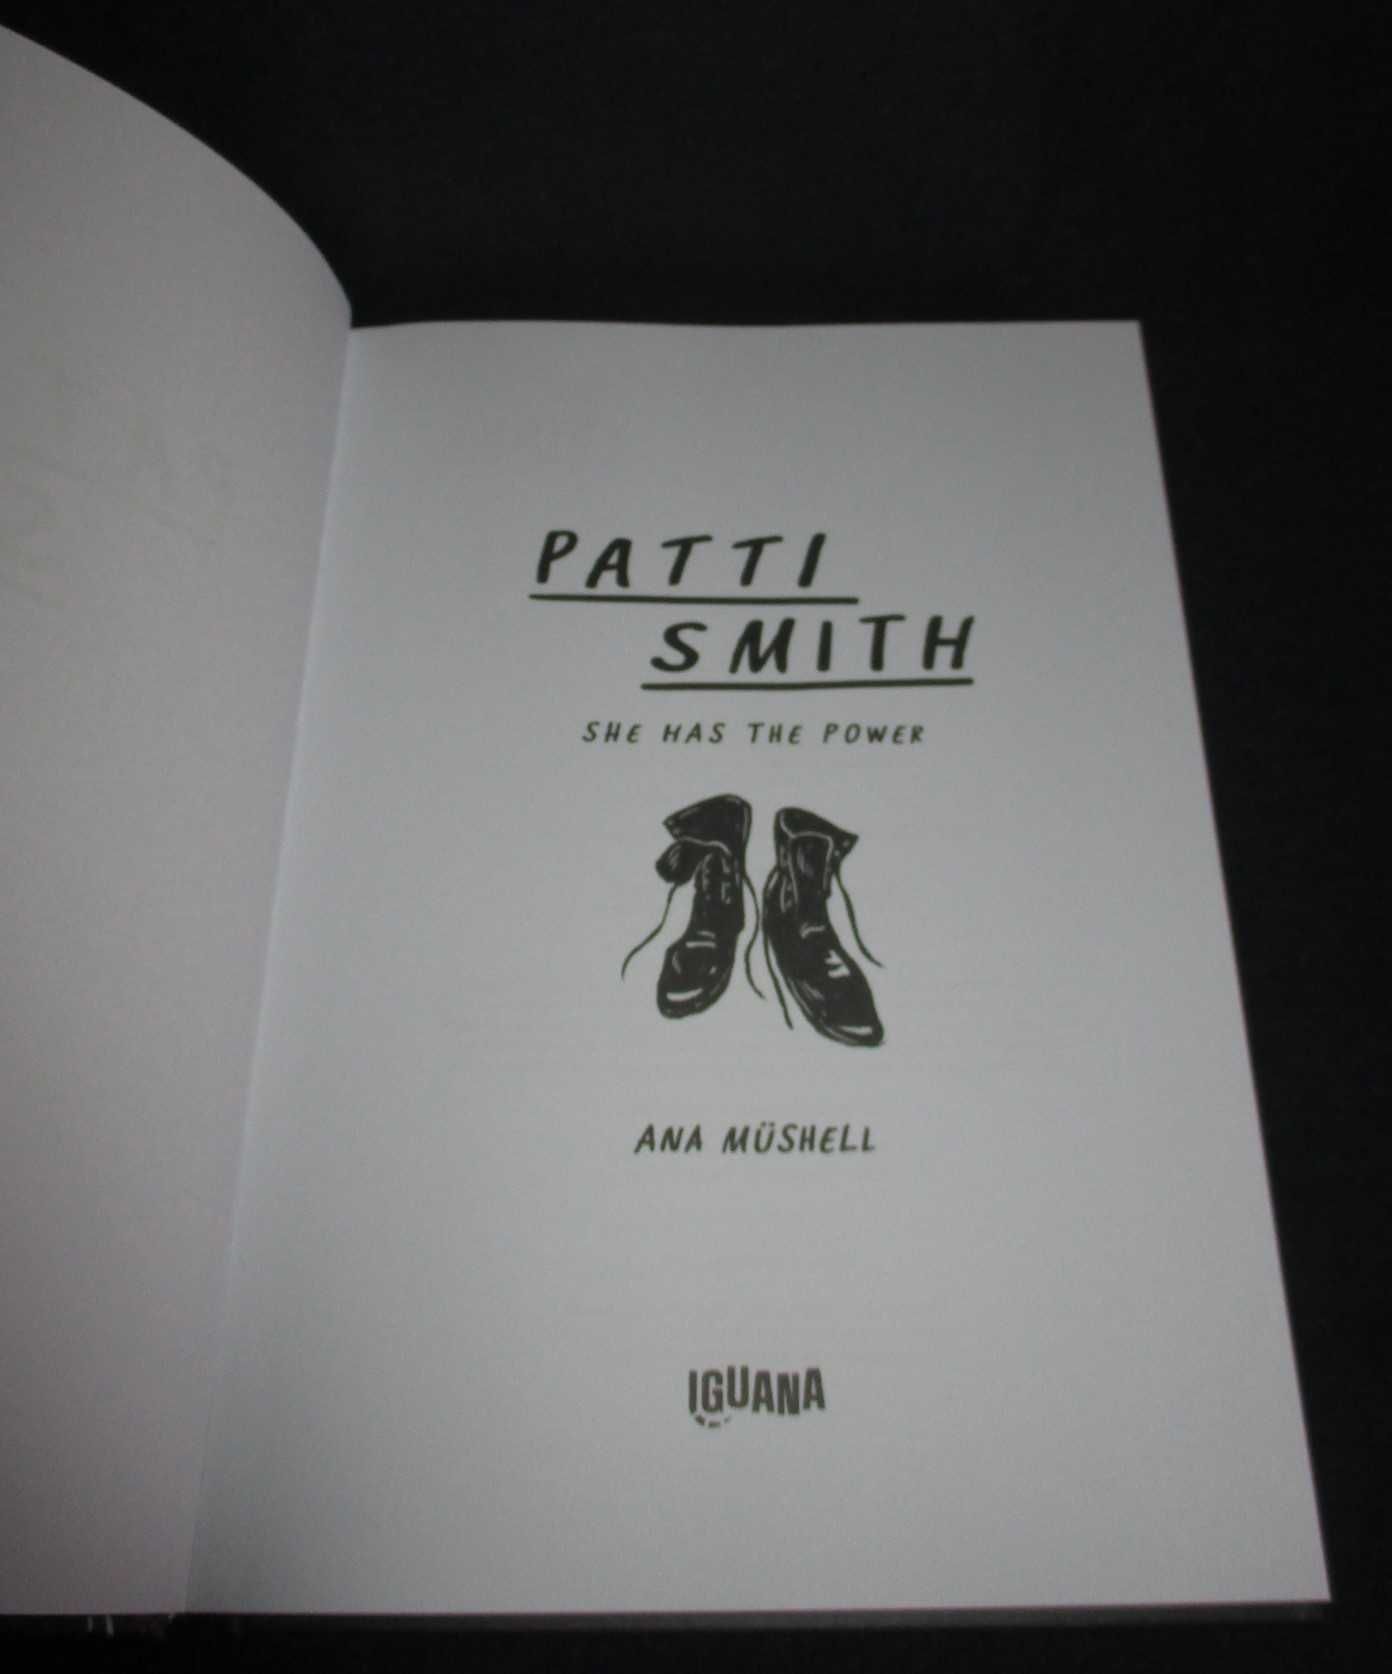 PATTI
SMITH
SHE HAS THE POWER
ANA MÜSHELL
IGUANA